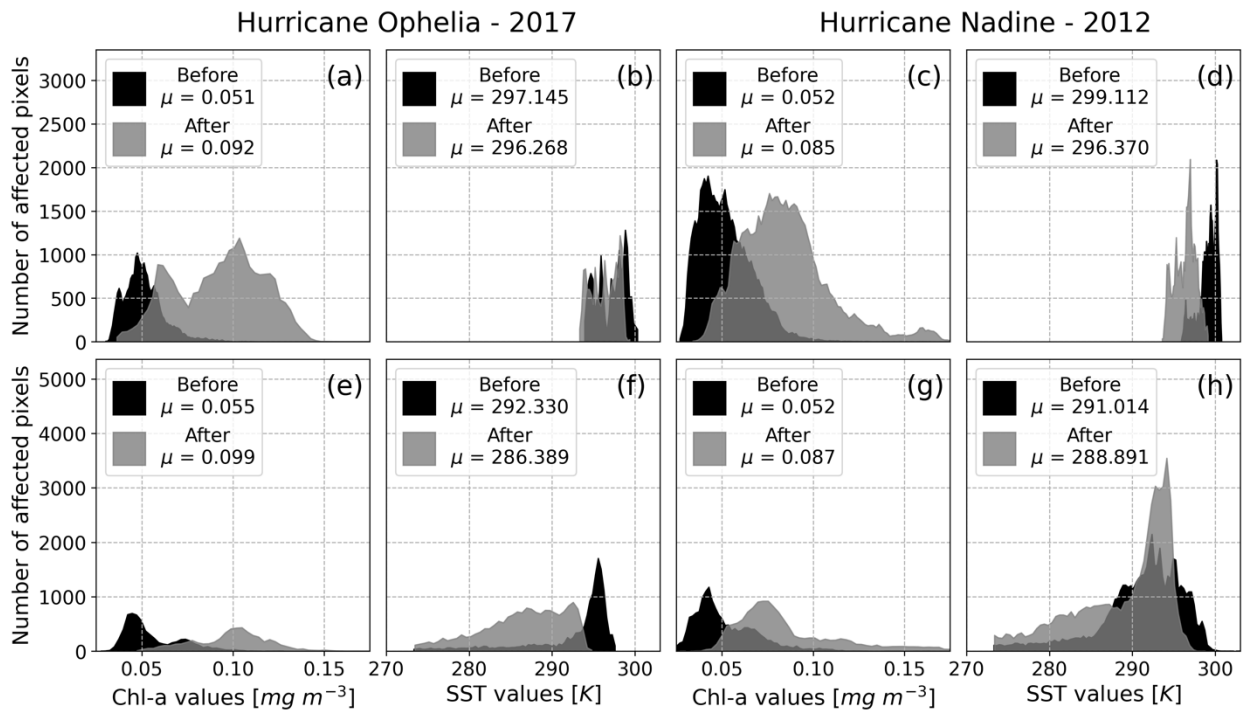 Hurricane Ophelia - 2017
Hurricane Nadine - 2012
Number of affected pixels
3000
2500
2000
1500
1000
500
0
Before
μ = 0.051
After
μ = 0.092
(a)
Before
μ = 297.145
After
μ = 296.268
(b)
Before
μ = 0.052
After
μ = 0.085
(c)
Before
μ = 299.112
After
μ = 296.370
(d)
Number of affected pixels
5000
4000
3000
2000
1000
0
Before
μ = 0.055
After
μ = 0.099
(e)
Before
μ = 292.330
After
μ = 286.389
(f)
Before
μ = 0.052
After
μ = 0.087
(g)
Before
μ = 291.014
After
μ = 288.891
(h)
0.05 0.10 0.15
270 280 290 300
0.05 0.10 0.15
270 280 290 300
Chl-a values [mg m⁻³]
SST values [K]
Chl-a values [mg m⁻³]
SST values [K]